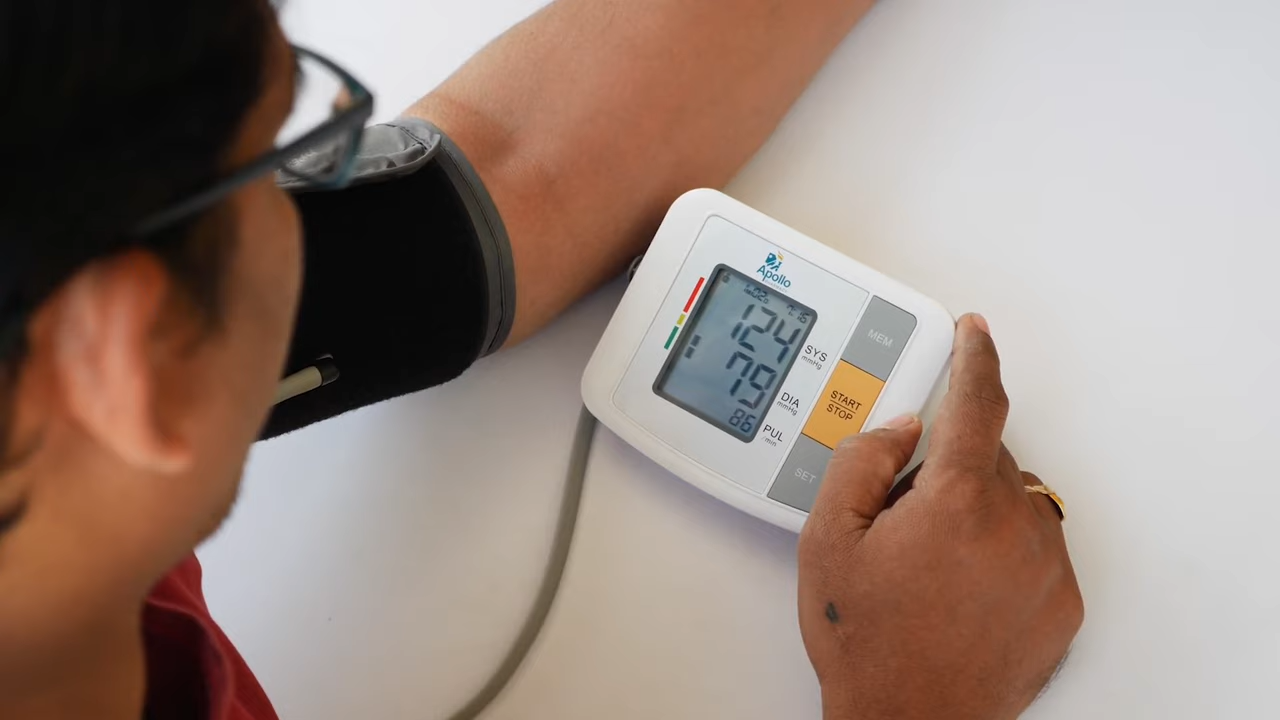 Apollo
124
SYS
mmHg
79
DIA
mmHg
86
PUL
/min
MEM
START
STOP
SET